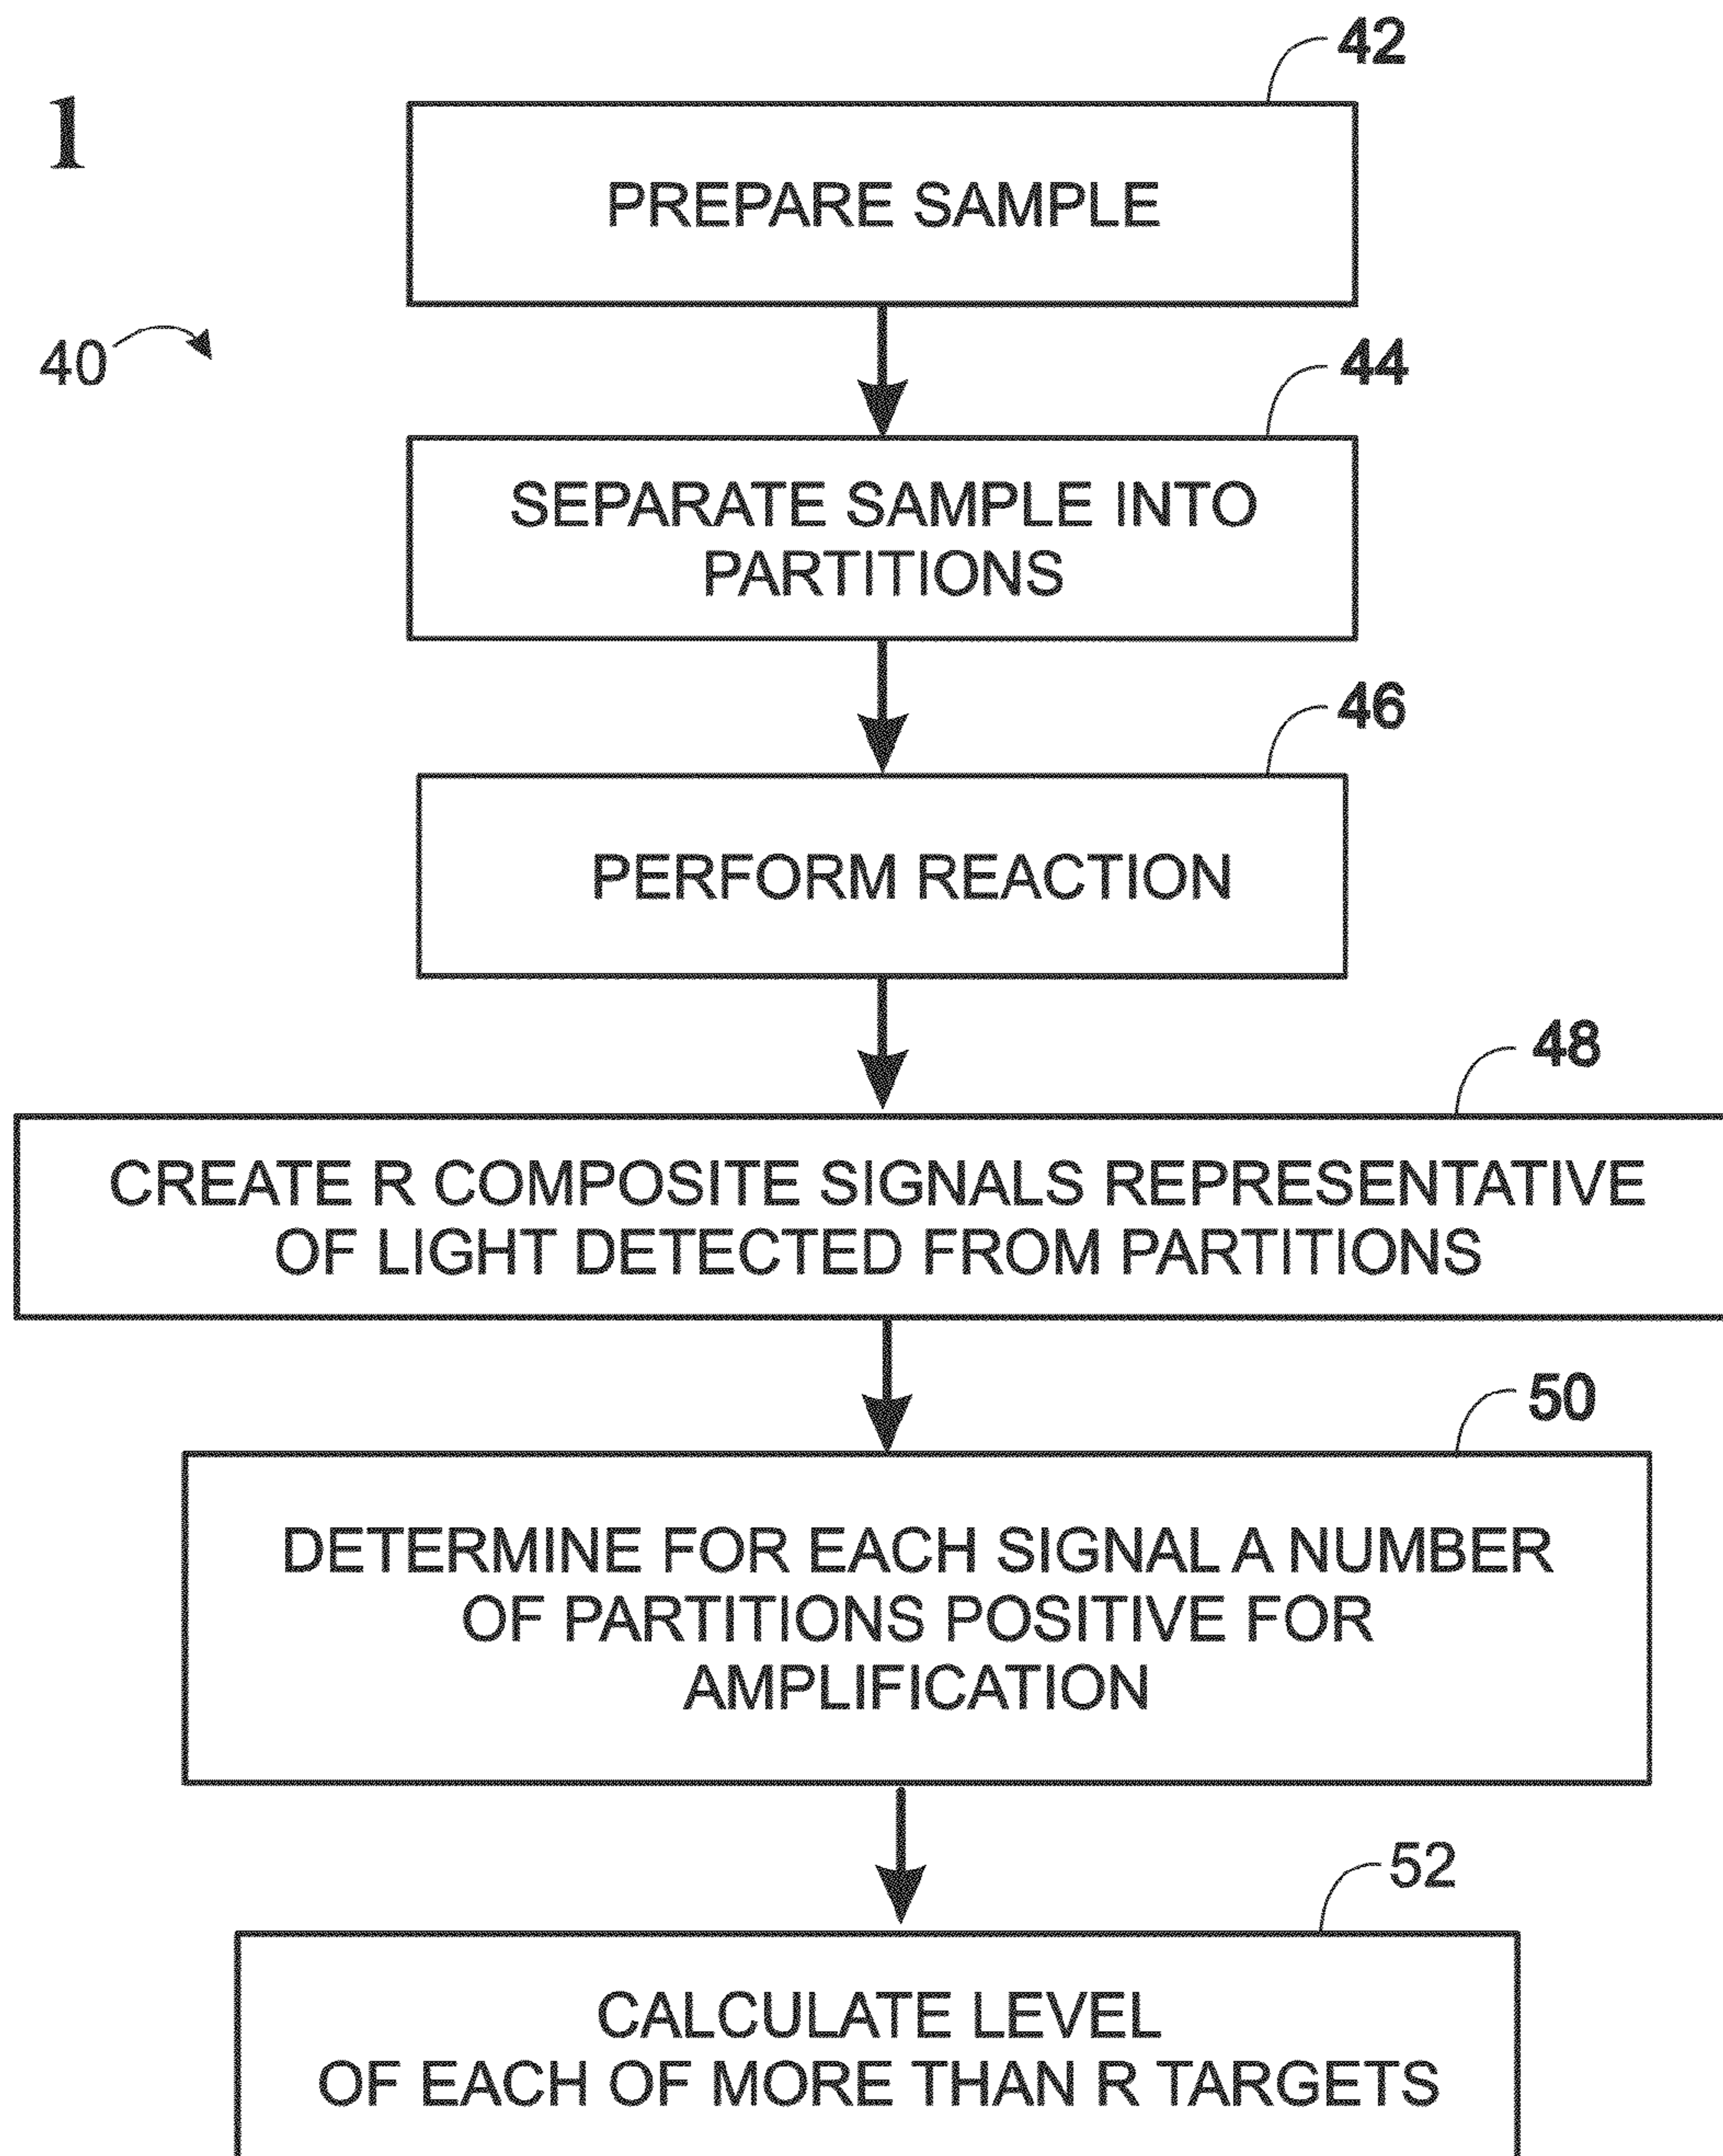 1
42
PREPARE SAMPLE
40
44
SEPARATE SAMPLE INTO
PARTITIONS
46
PERFORM REACTION
48
CREATE R COMPOSITE SIGNALS REPRESENTATIVE
OF LIGHT DETECTED FROM PARTITIONS
50
DETERMINE FOR EACH SIGNAL A NUMBER
OF PARTITIONS POSITIVE FOR
AMPLIFICATION
52
CALCULATE LEVEL
OF EACH OF MORE THAN R TARGETS